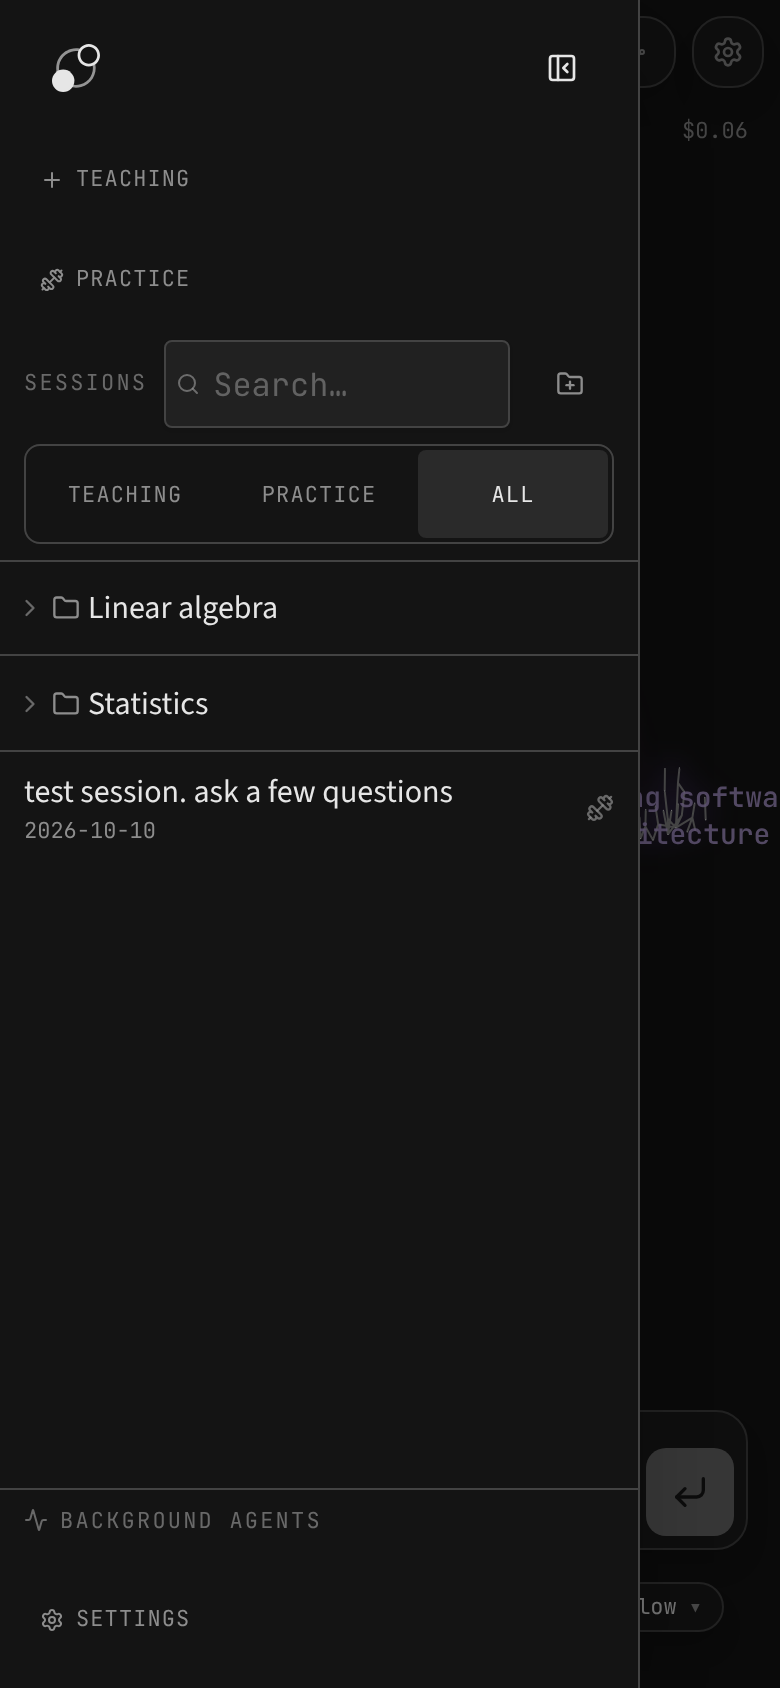 $0.06
+ TEACHING
PRACTICE
SESSIONS
Search…
TEACHING PRACTICE ALL
Linear algebra
Statistics
test session. ask a few questions
2026-10-10
BACKGROUND AGENTS
SETTINGS